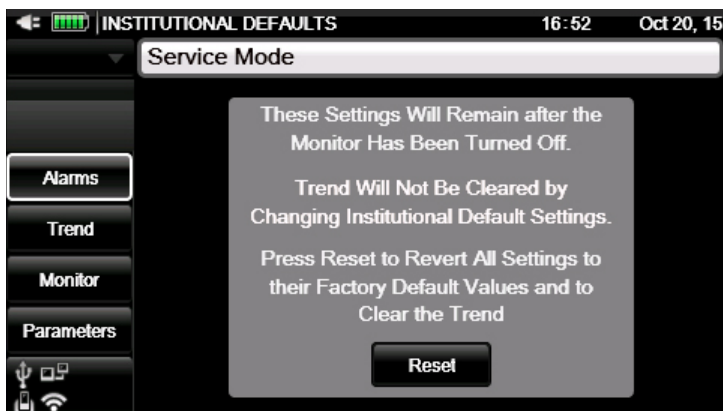 INSTITUTIONAL DEFAULTS 16:52 Oct 20, 15
Service Mode
These Settings Will Remain after the
Monitor Has Been Turned Off.
Trend Will Not Be Cleared by
Changing Institutional Default Settings.
Press Reset to Revert All Settings to
their Factory Default Values and to
Clear the Trend
Reset
Alarms
Trend
Monitor
Parameters